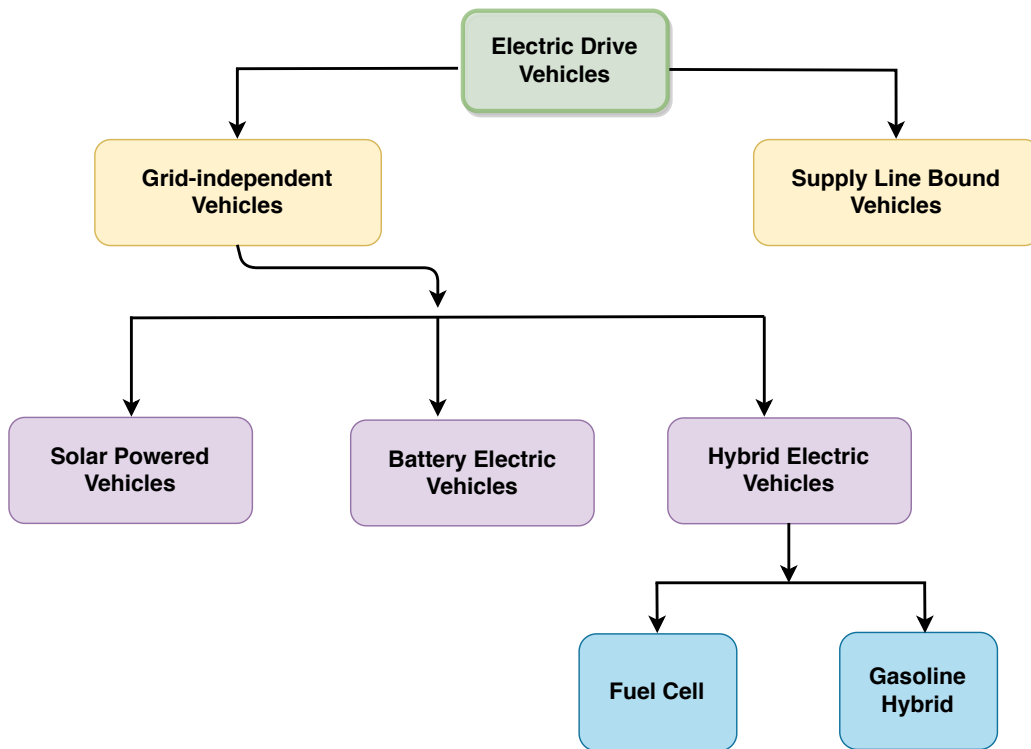 Electric Drive
Vehicles
Grid-independent
Vehicles
Supply Line Bound
Vehicles
Solar Powered
Vehicles
Battery Electric
Vehicles
Hybrid Electric
Vehicles
Fuel Cell
Gasoline
Hybrid